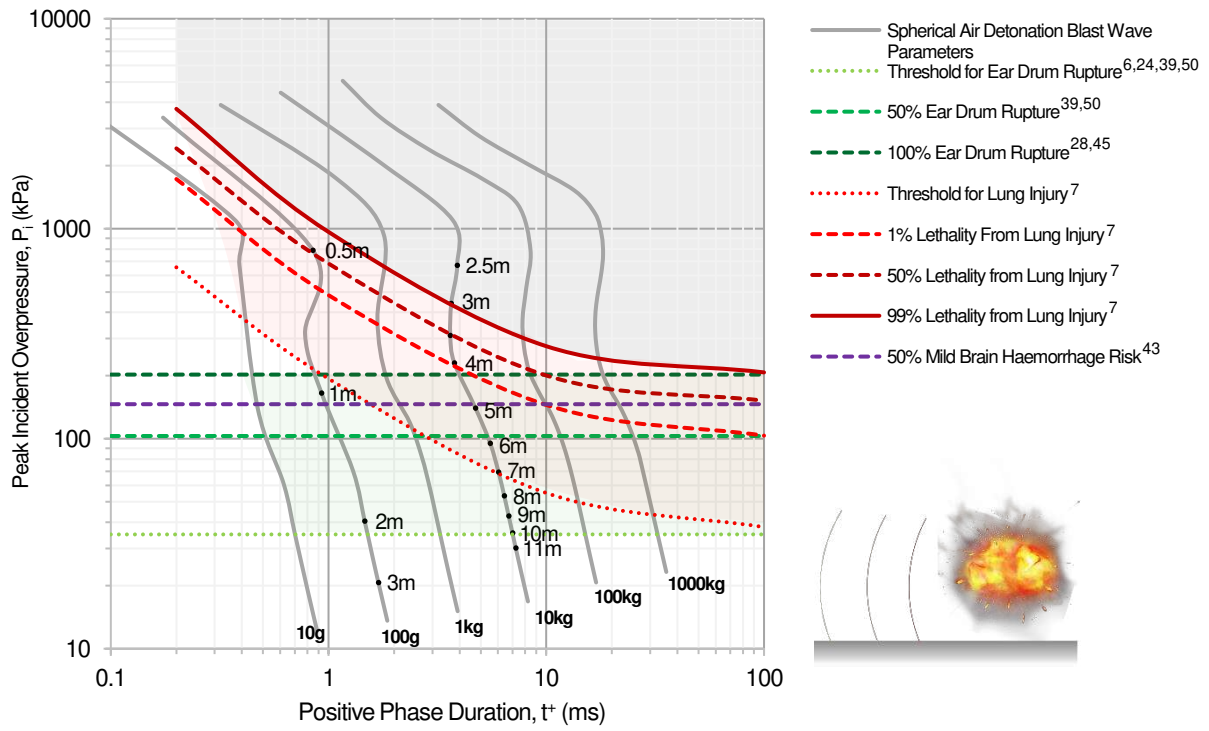 10000
1000
100
10
0.1
1
10
100
Peak Incident Overpressure, Pi (kPa)
Positive Phase Duration, t+ (ms)
0.5m
1m
2m
3m
2.5m
3m
4m
5m
6m
7m
8m
9m
10m
11m
10g
100g
1kg
10kg
100kg
1000kg
Spherical Air Detonation Blast Wave
Parameters
Threshold for Ear Drum Rupture6,24,39,50
50% Ear Drum Rupture39,50
100% Ear Drum Rupture28,45
Threshold for Lung Injury7
1% Lethality From Lung Injury7
50% Lethality from Lung Injury7
99% Lethality from Lung Injury7
50% Mild Brain Haemorrhage Risk43